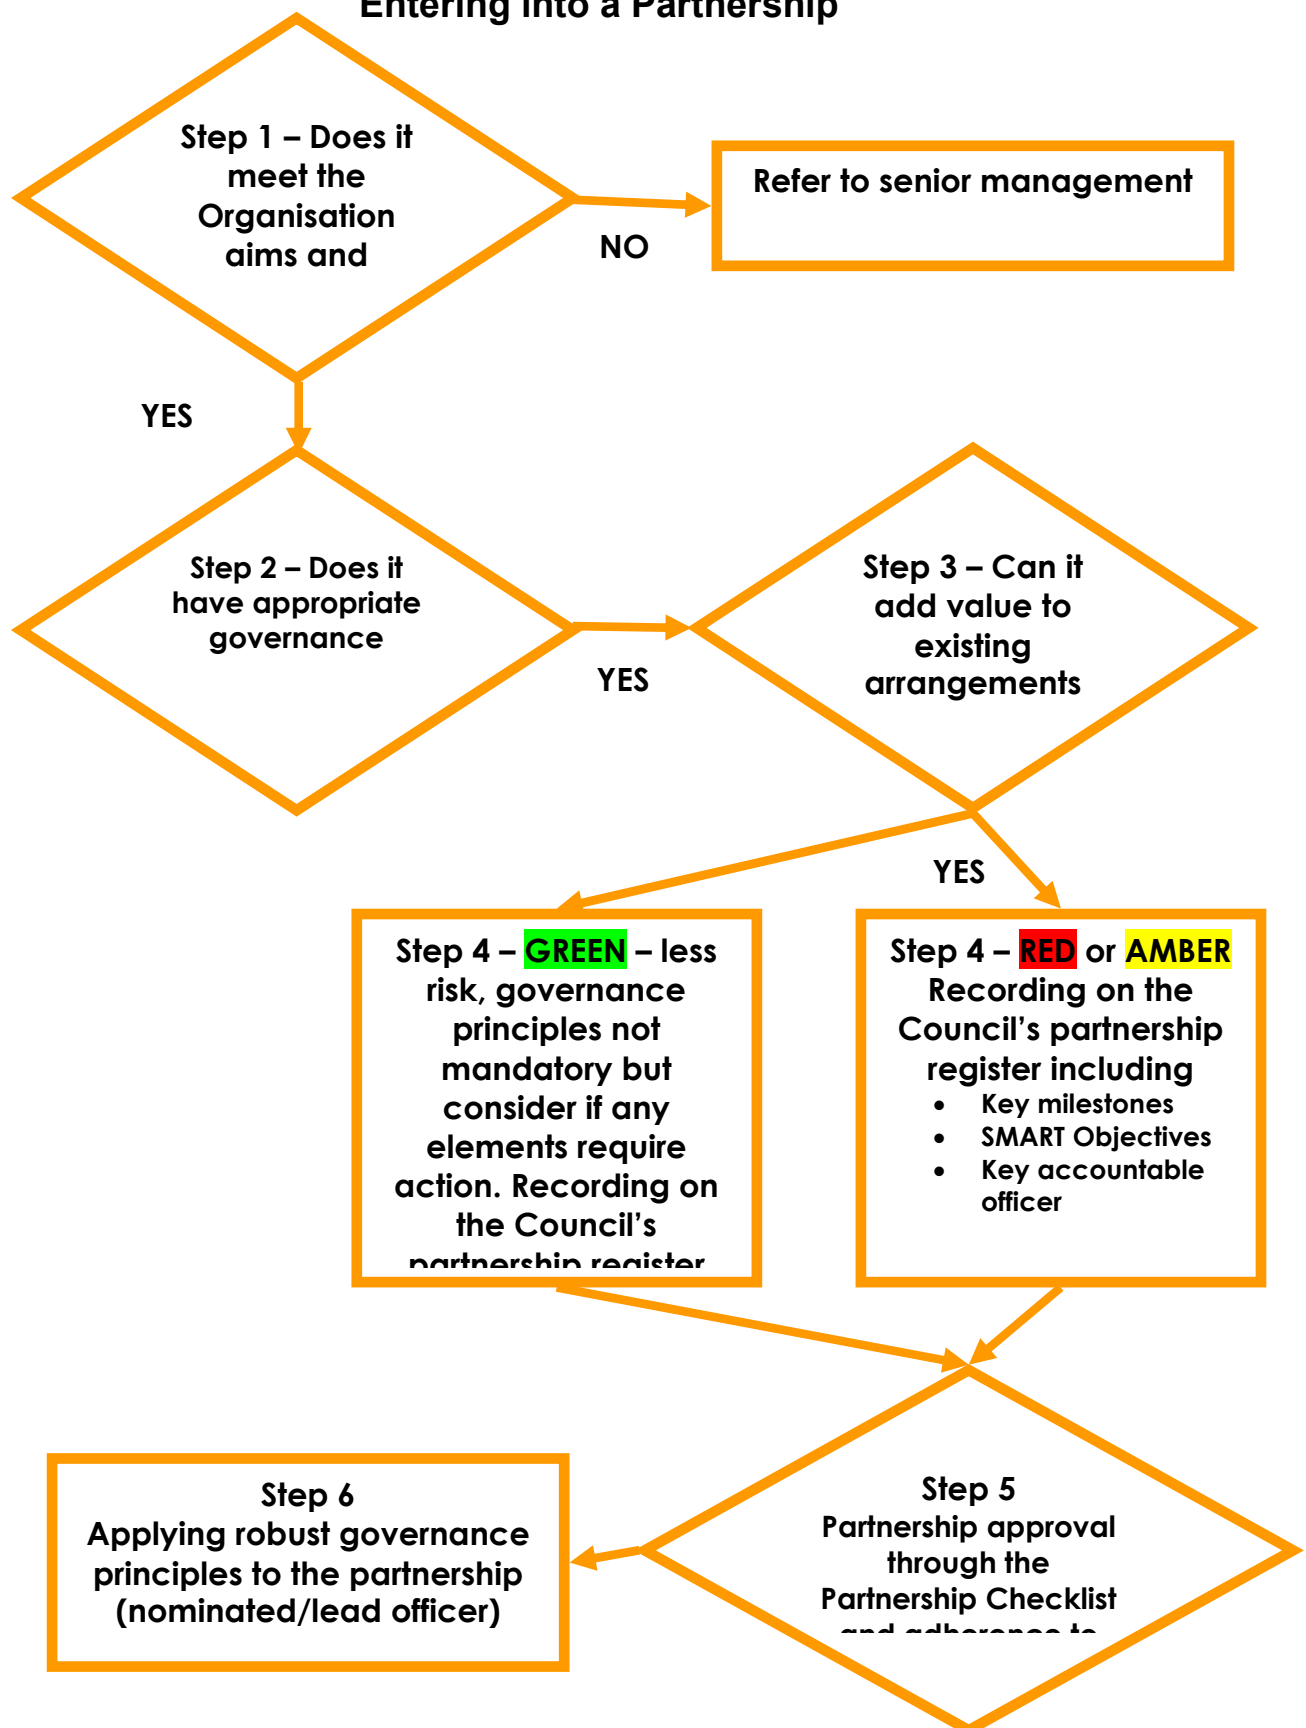 Entering into a Partnership
Step 1 – Does it
meet the
Organisation
aims and
Refer to senior management
NO
YES
Step 2 – Does it
have appropriate
governance
YES
Step 3 – Can it
add value to
existing
arrangements
YES
Step 4 – GREEN – less
risk, governance
principles not
mandatory but
consider if any
elements require
action. Recording on
the Council’s
partnership register
Step 4 – RED or AMBER
Recording on the
Council’s partnership
register including
• Key milestones
• SMART Objectives
• Key accountable
officer
Step 5
Partnership approval
through the
Partnership Checklist
and adherence to
Step 6
Applying robust governance
principles to the partnership
(nominated/lead officer)